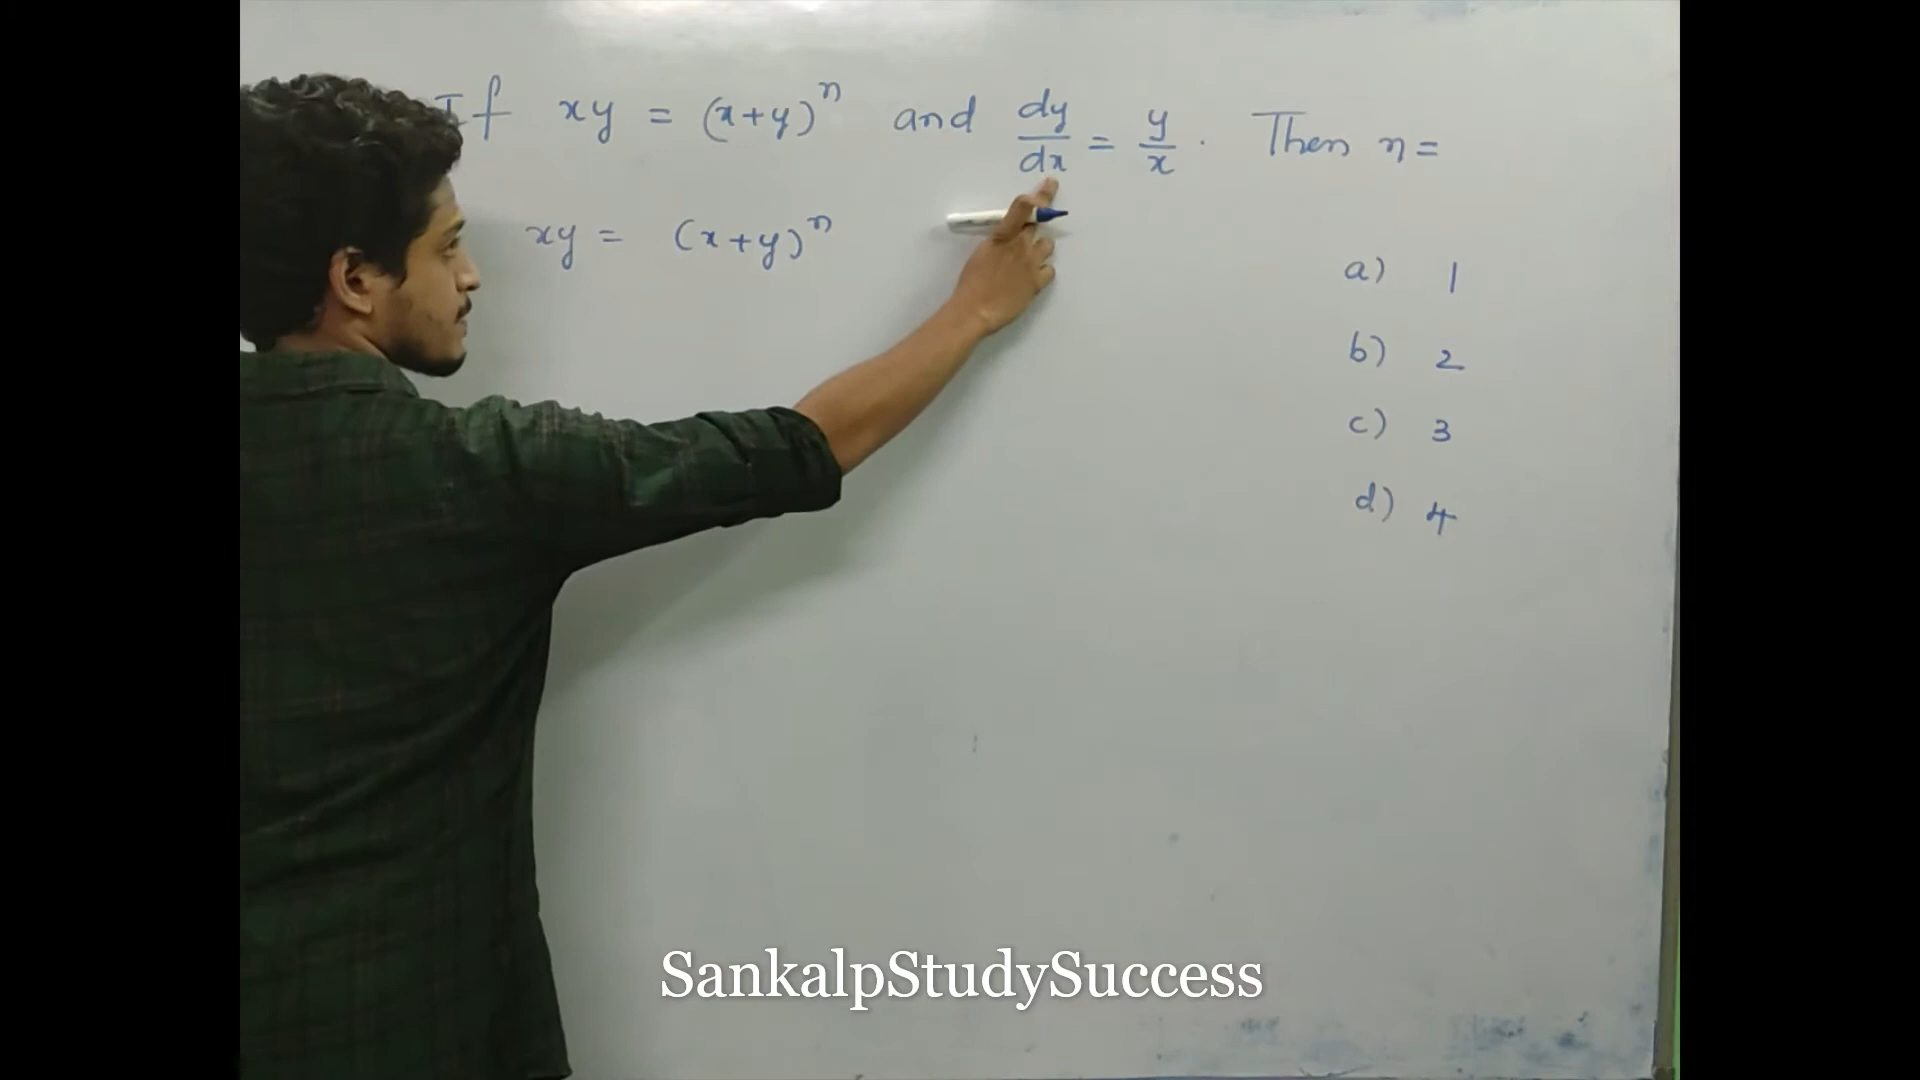 If xy = (x+y)^n and dy/dx = y/x . Then n =
xy = (x+y)^n
a) 1
b) 2
c) 3
d) 4
SankalpStudySuccess